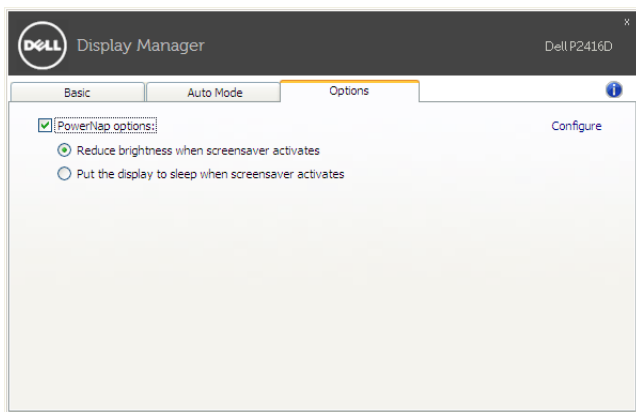 x
DELL Display Manager Dell P2416D
Basic Auto Mode Options i
PowerNap options: Configure
Reduce brightness when screensaver activates
Put the display to sleep when screensaver activates